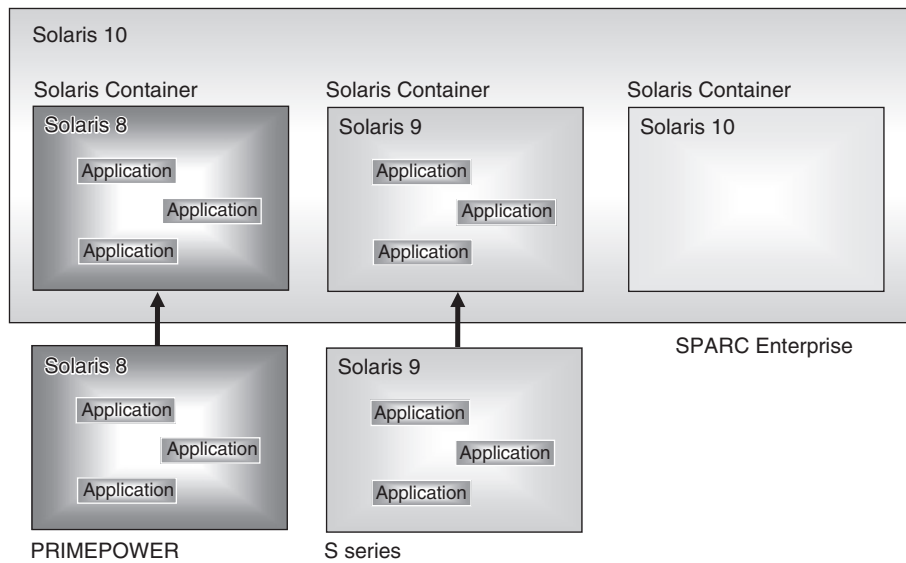 Solaris 10
Solaris Container
Solaris Container
Solaris Container
Solaris 8
Solaris 9
Solaris 10
Application
Application
Application
Application
Application
Application
SPARC Enterprise
Solaris 8
Solaris 9
Application
Application
Application
Application
Application
Application
PRIMEPOWER
S series